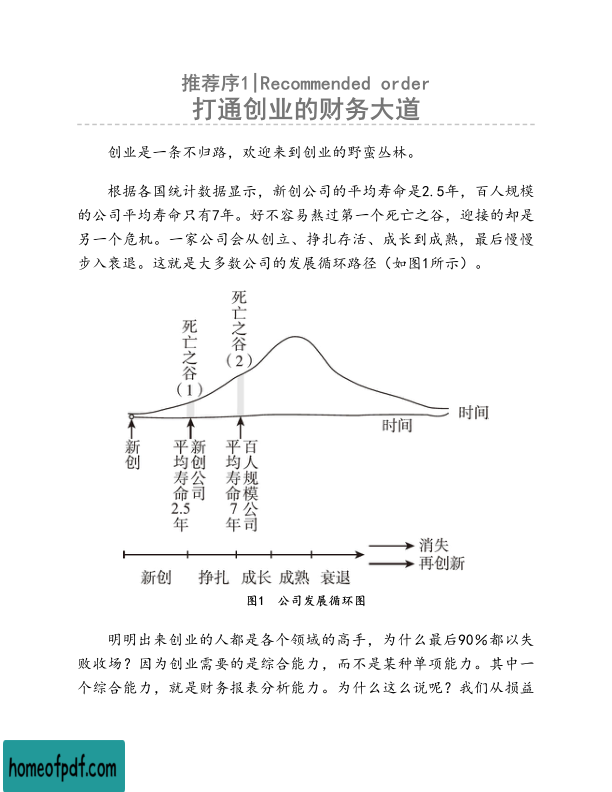 推荐序1|Recommended order
打通创业的财务大道
创业是一条不归路，欢迎来到创业的野蛮丛林。
根据各国统计数据显示，新创公司的平均寿命是2.5年，百人规模
的公司平均寿命只有7年。好不容易熬过第一个死亡之谷，迎接的却是
另一个危机。一家公司会从创立、挣扎存活、成长到成熟，最后慢慢
步入衰退。这就是大多数公司的发展循环路径（如图1所示）。
死亡之谷（1）
死亡之谷（2）
时间
时间
新创
新创公司
平均寿命2.5年
百人规模公司
平均寿命7年
消失
再创新
新创 挣扎 成长 成熟 衰退
图1 公司发展循环图
明明出来创业的人都是各个领域的高手，为什么最后90%都以失
败收场？因为创业需要的是综合能力，而不是某种单项能力。其中一
个综合能力，就是财务报表分析能力。为什么这么说呢？我们从损益
homeofpdf.com